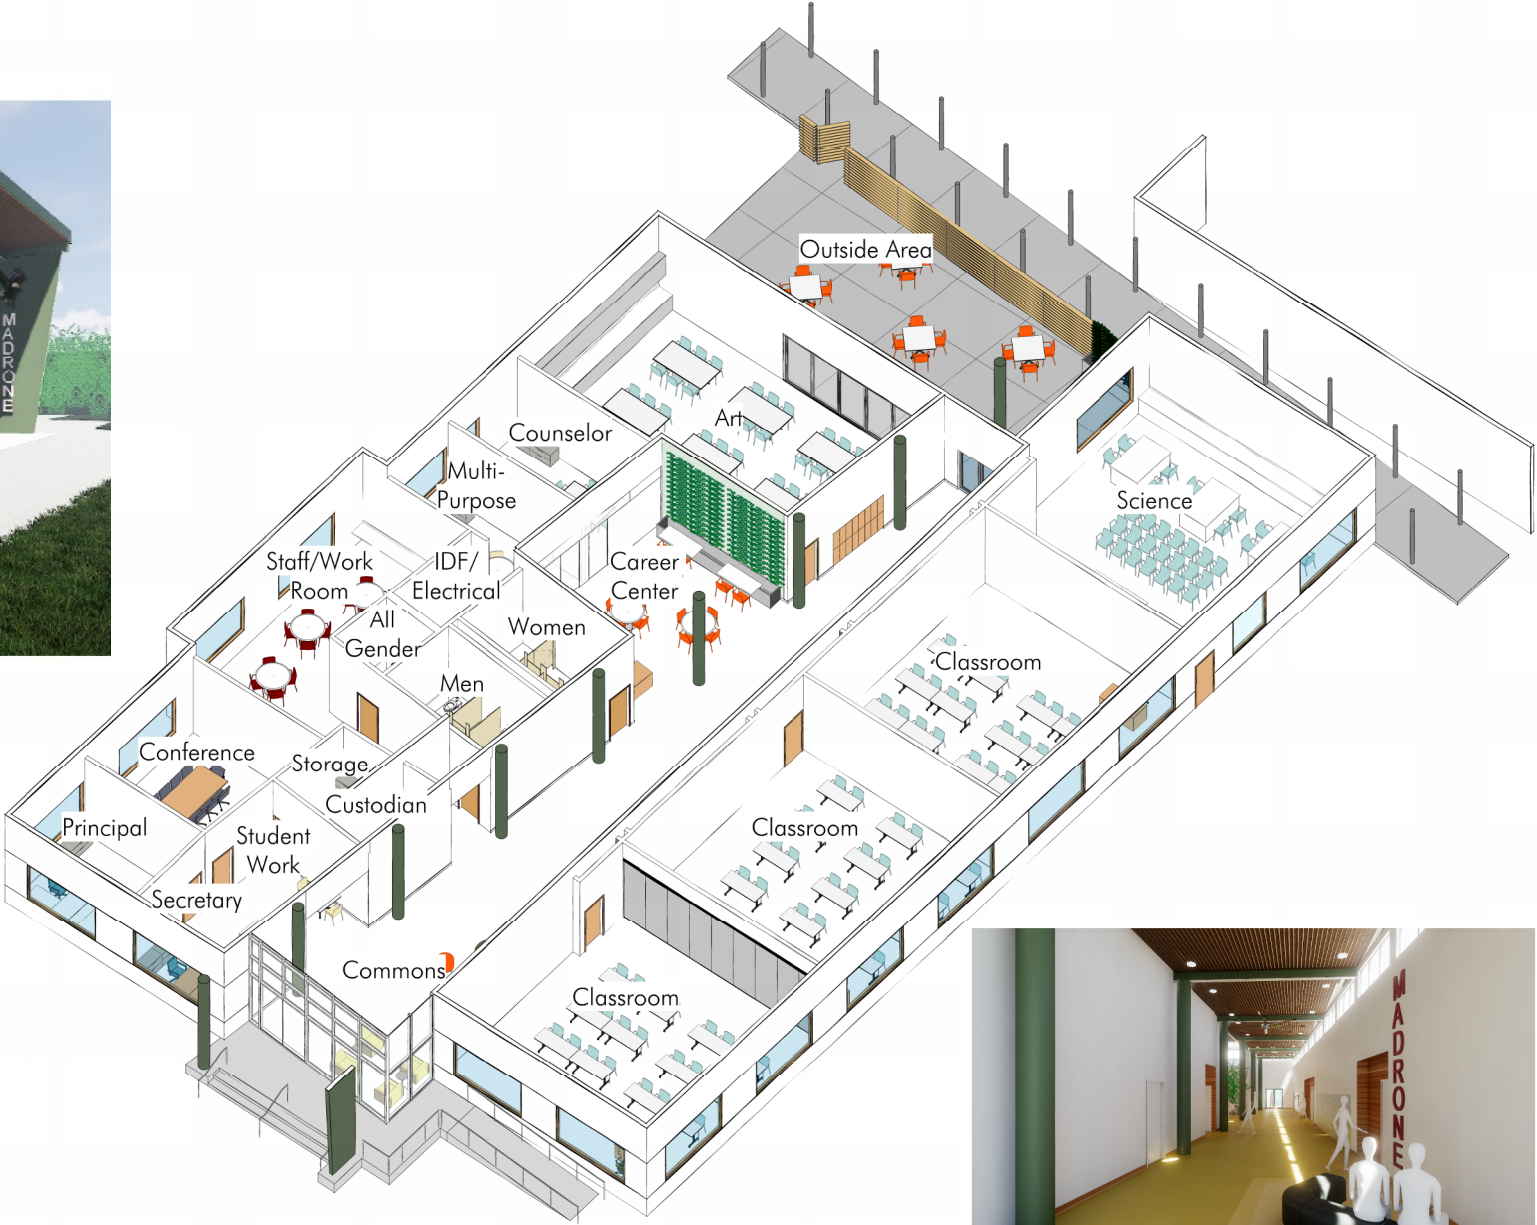 MADRONE
Outside Area
Art
Counselor
Multi-
Purpose
Science
Staff/Work
Room
IDF/
Electrical
Career
Center
All
Gender
Women
Classroom
Men
Conference
Storage
Custodian
Principal
Student
Work
Classroom
Secretary
Commons
Classroom
MADRONE